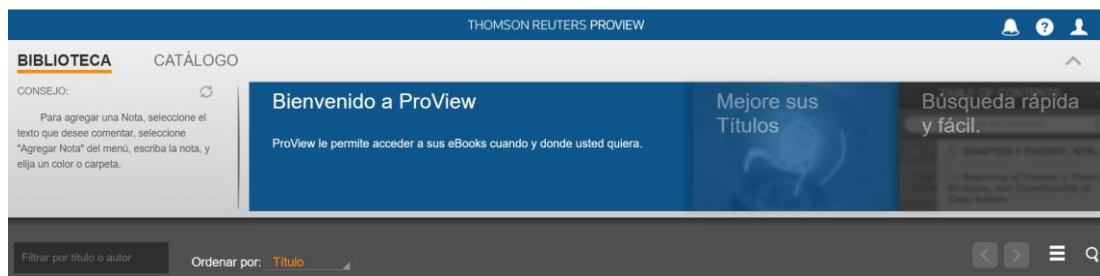 THOMSON REUTERS PROVIEW
BIBLIOTECA CATÁLOGO
CONSEJO:
Para agregar una Nota, seleccione el
texto que desee comentar, seleccione
"Agregar Nota" del menú, escriba la nota, y
elija un color o carpeta.
Bienvenido a ProView
ProView le permite acceder a sus eBooks cuando y donde usted quiera.
Mejore sus
Títulos
Búsqueda rápida
y fácil.
Filtrar por título o autor
Ordenar por: Título